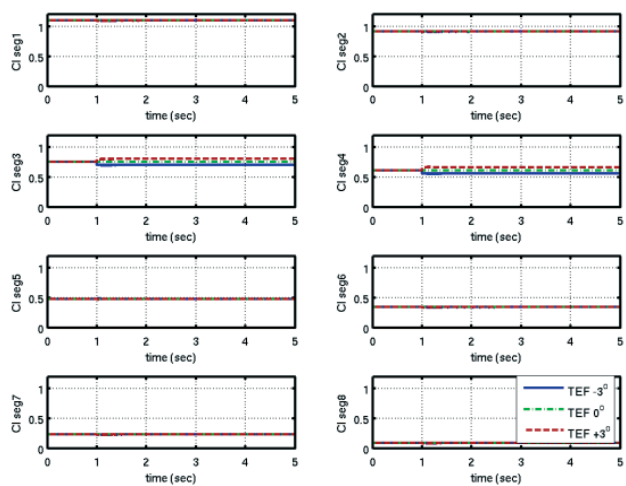 Cl seg1
1
0.5
0
0 1 2 3 4 5
time (sec)
Cl seg2
1
0.5
0
0 1 2 3 4 5
time (sec)
Cl seg3
1
0.5
0
0 1 2 3 4 5
time (sec)
Cl seg4
1
0.5
0
0 1 2 3 4 5
time (sec)
Cl seg5
1
0.5
0
0 1 2 3 4 5
time (sec)
Cl seg6
1
0.5
0
0 1 2 3 4 5
time (sec)
Cl seg7
1
0.5
0
0 1 2 3 4 5
time (sec)
Cl seg8
1
0.5
0
0 1 2 3 4 5
time (sec)
TEF -3°
TEF 0°
TEF +3°